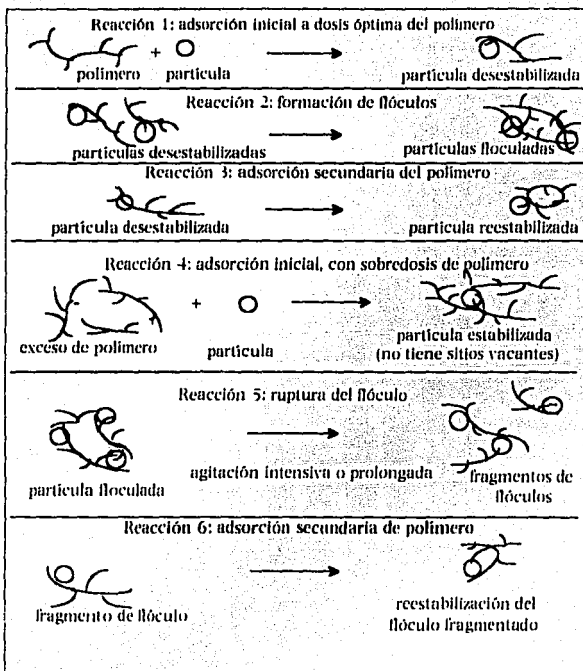 Reacción 1: adsorción inicial a dosis óptima del polímero
+
polímero partícula partícula desestabilizada
Reacción 2: formación de flóculos
partículas desestabilizadas partículas floculadas
Reacción 3: adsorción secundaria del polímero
partícula desestabilizada partícula reestabilizada
Reacción 4: adsorción inicial, con sobredosis de polímero
+
exceso de polímero partícula partícula estabilizada
(no tiene sitios vacantes)
Reacción 5: ruptura del flóculo
partícula floculada agitación intensiva o prolongada fragmentos de
flóculos
Reacción 6: adsorción secundaria de polímero
fragmento de flóculo reestabilización del
flóculo fragmentado